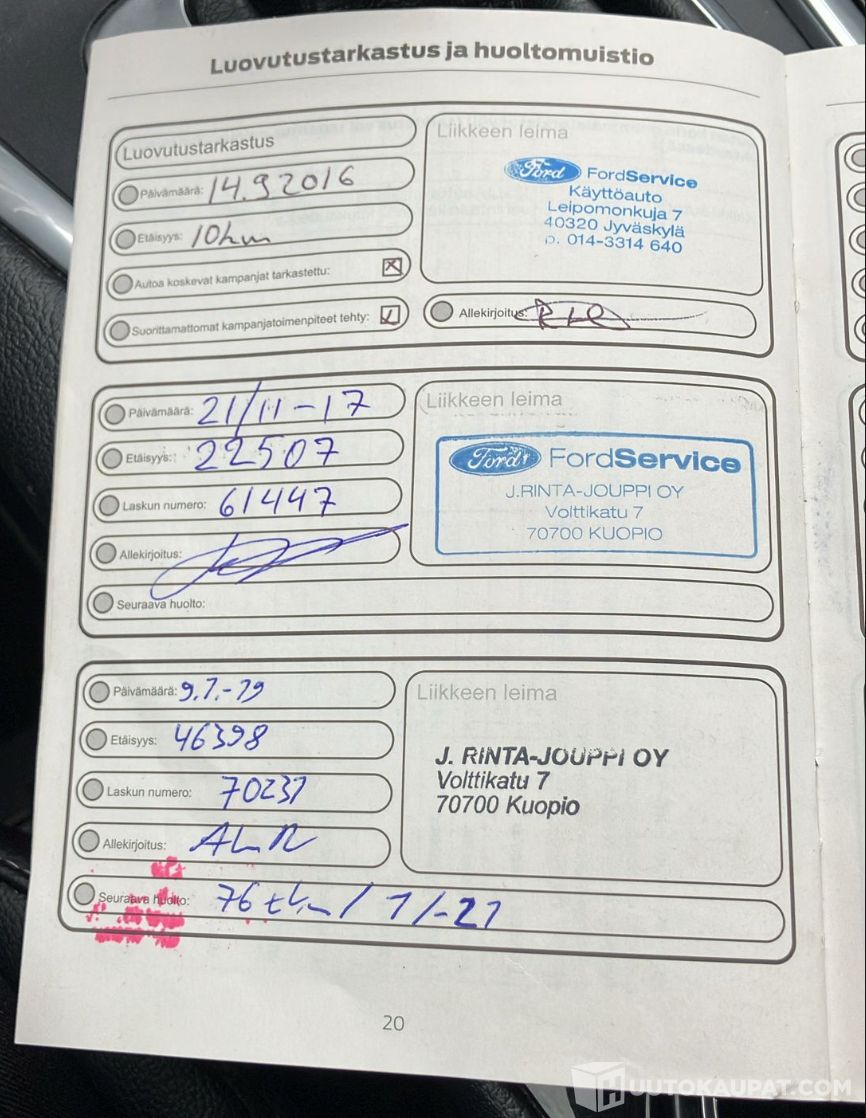 Luovutustarkastus ja huoltomuistio
Luovutustarkastus
Päivämäärä: 14.9 2016
Etäisyys: 10 km
Autoa koskevat kampanjat tarkastettu:
Suorittamattomat kampanjatoimenpiteet tehty:
Liikkeen leima
Ford FordService
Käyttöauto
Leipomonkuja 7
40320 Jyväskylä
p. 014-3314 640
Allekirjoitus:
Päivämäärä: 21/11-17
Etäisyys: 22507
Laskun numero: 61447
Allekirjoitus:
Seuraava huolto:
Liikkeen leima
Ford FordService
J.RINTA-JOUPPI OY
Volttikatu 7
70700 KUOPIO
Päivämäärä: 9.7.-19
Etäisyys: 46398
Laskun numero: 70237
Allekirjoitus:
Seuraava huolto: 76 tkm / 7/-21
Liikkeen leima
J. RINTA-JOUPPI OY
Volttikatu 7
70700 Kuopio
20
HUUTOKAUPAT.COM